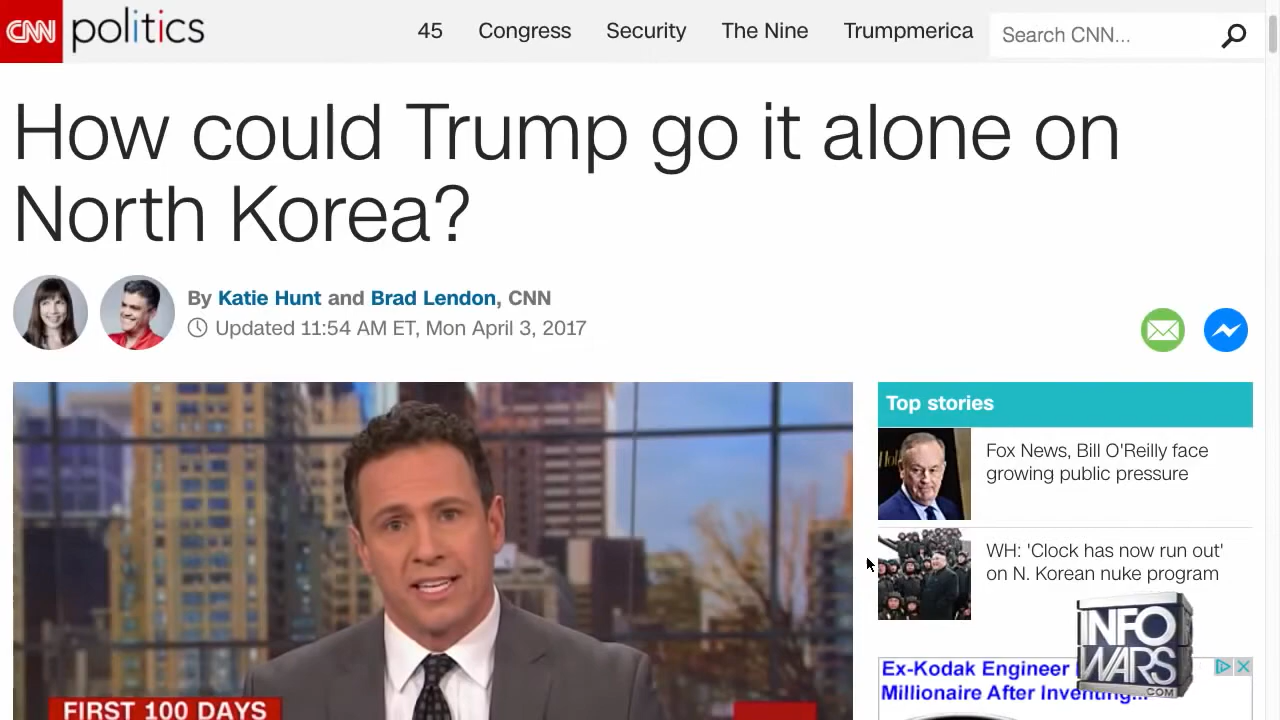 CNN politics
45 Congress Security The Nine Trumpmerica
Search CNN...
How could Trump go it alone on
North Korea?
By Katie Hunt and Brad Lendon, CNN
Updated 11:54 AM ET, Mon April 3, 2017
FIRST 100 DAYS
Top stories
Fox News, Bill O'Reilly face
growing public pressure
WH: 'Clock has now run out'
on N. Korean nuke program
Ex-Kodak Engineer
Millionaire After Inventing...
INFO
WARS
.COM